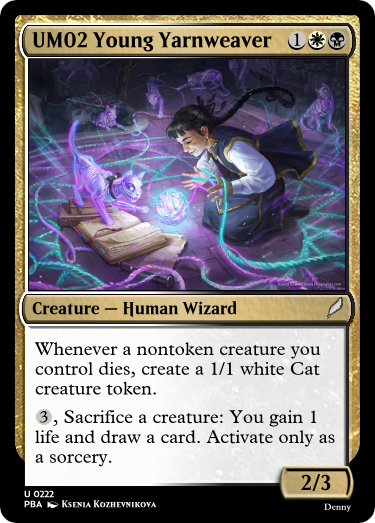 UM02 Young Yarnweaver 1
Creature — Human Wizard
Whenever a nontoken creature you
control dies, create a 1/1 white Cat
creature token.
3, Sacrifice a creature: You gain 1
life and draw a card. Activate only as
a sorcery.
2/3
U 0222
PBA Ksenia Kozhevnikova
Denny